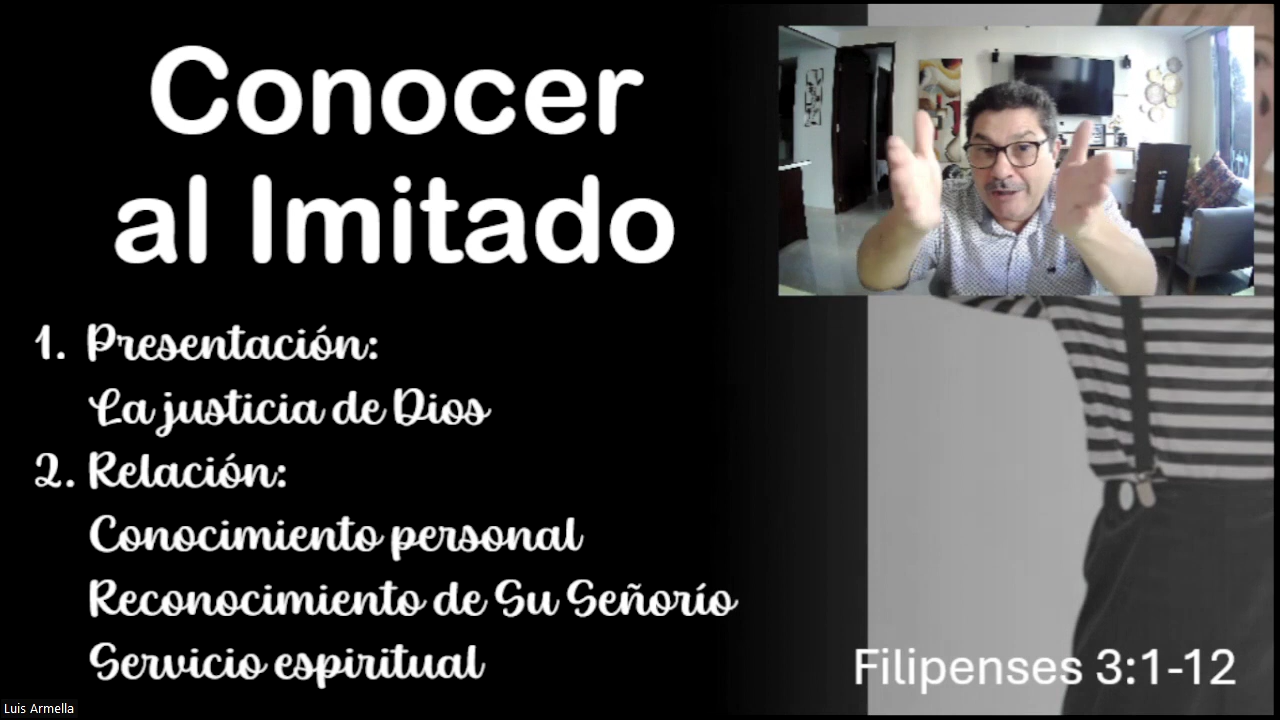 Conocer
al Imitado
1. Presentación:
La justicia de Dios
2. Relación:
Conocimiento personal
Reconocimiento de Su Señorío
Servicio espiritual
Filipenses 3:1-12
Luis Armella